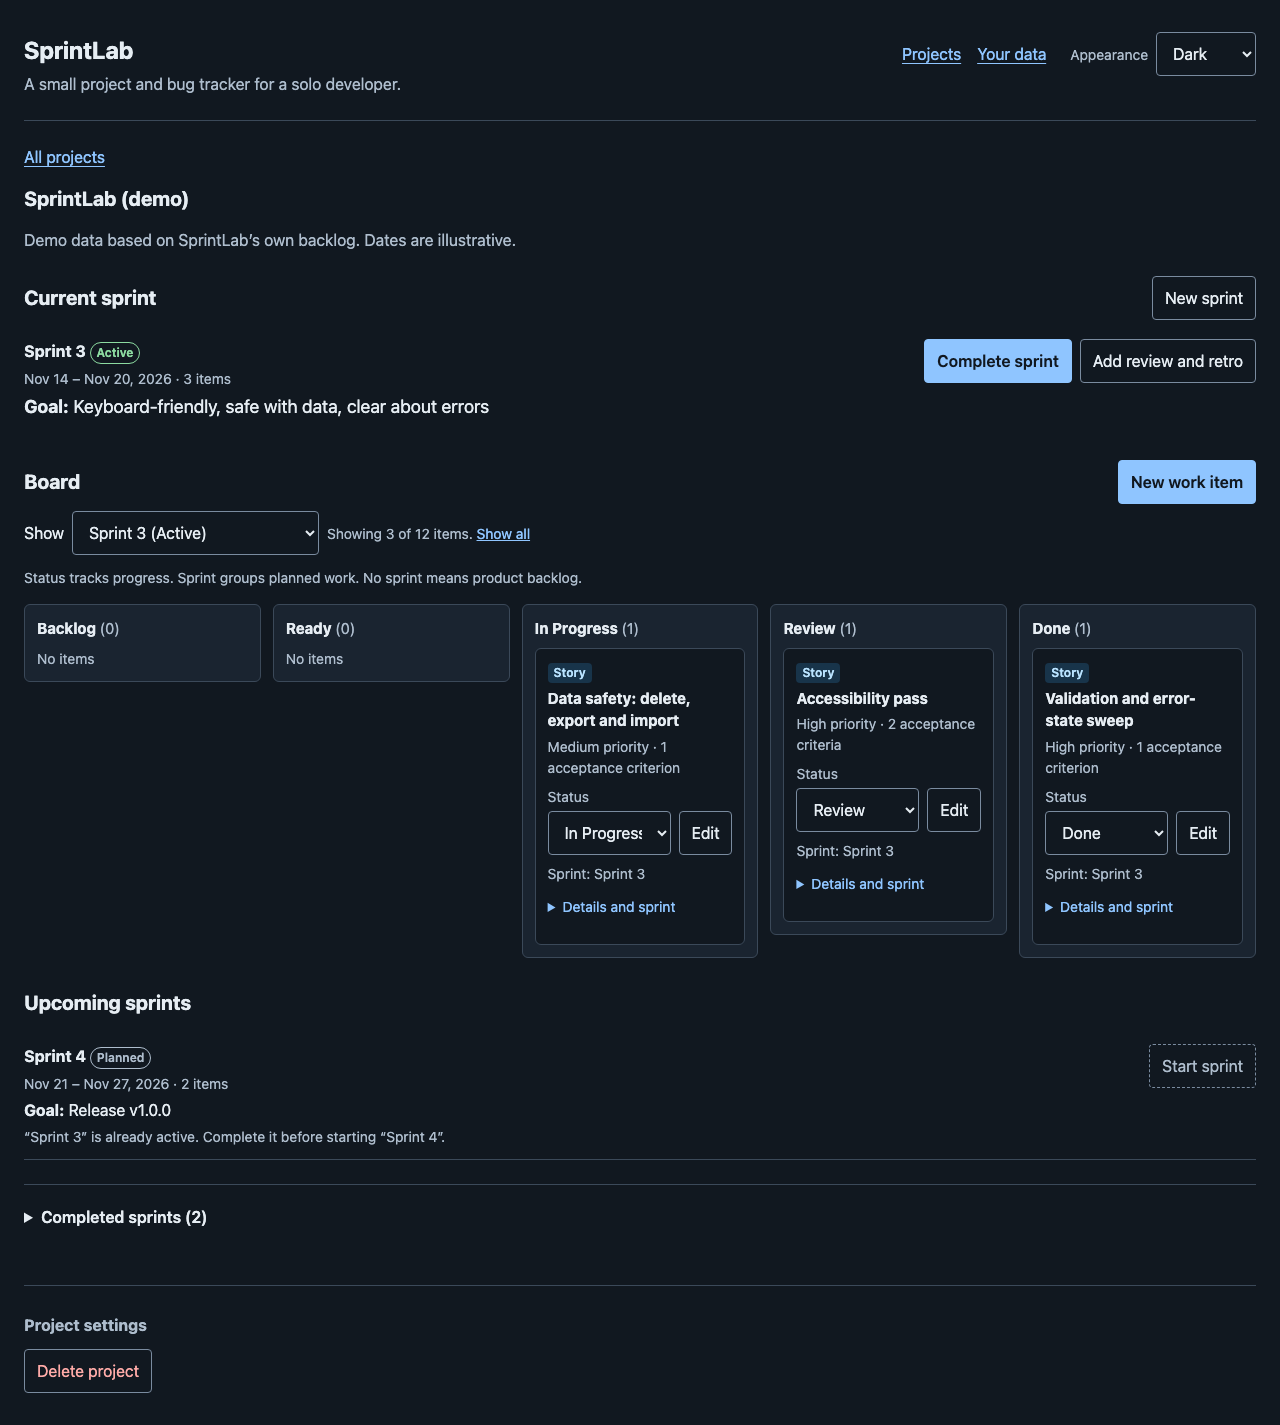 SprintLab
A small project and bug tracker for a solo developer.
Projects
Your data
Appearance
Dark
All projects
SprintLab (demo)
Demo data based on SprintLab’s own backlog. Dates are illustrative.
Current sprint
New sprint
Sprint 3 Active
Nov 14 – Nov 20, 2026 · 3 items
Goal: Keyboard-friendly, safe with data, clear about errors
Complete sprint
Add review and retro
Board
New work item
Show
Sprint 3 (Active)
Showing 3 of 12 items. Show all
Status tracks progress. Sprint groups planned work. No sprint means product backlog.
Backlog (0)
No items
Ready (0)
No items
In Progress (1)
Story
Data safety: delete,
export and import
Medium priority · 1
acceptance criterion
Status
In Progress
Edit
Sprint: Sprint 3
Details and sprint
Review (1)
Story
Accessibility pass
High priority · 2 acceptance
criteria
Status
Review
Edit
Sprint: Sprint 3
Details and sprint
Done (1)
Story
Validation and error-
state sweep
High priority · 1 acceptance
criterion
Status
Done
Edit
Sprint: Sprint 3
Details and sprint
Upcoming sprints
Sprint 4 Planned
Nov 21 – Nov 27, 2026 · 2 items
Goal: Release v1.0.0
“Sprint 3” is already active. Complete it before starting “Sprint 4”.
Start sprint
Completed sprints (2)
Project settings
Delete project